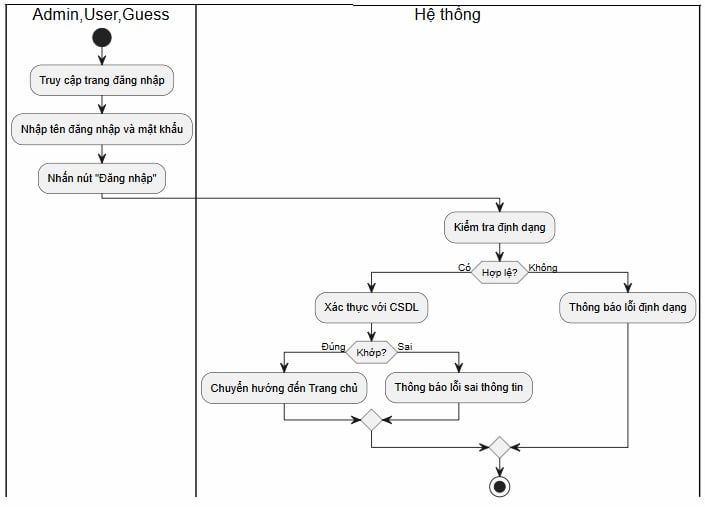 Admin,User,Guess
Hệ thống
Truy cập trang đăng nhập
Nhập tên đăng nhập và mật khẩu
Nhấn nút "Đăng nhập"
Kiểm tra định dạng
Hợp lệ?
Có
Không
Xác thực với CSDL
Thông báo lỗi định dạng
Khớp?
Đúng
Sai
Chuyển hướng đến Trang chủ
Thông báo lỗi sai thông tin